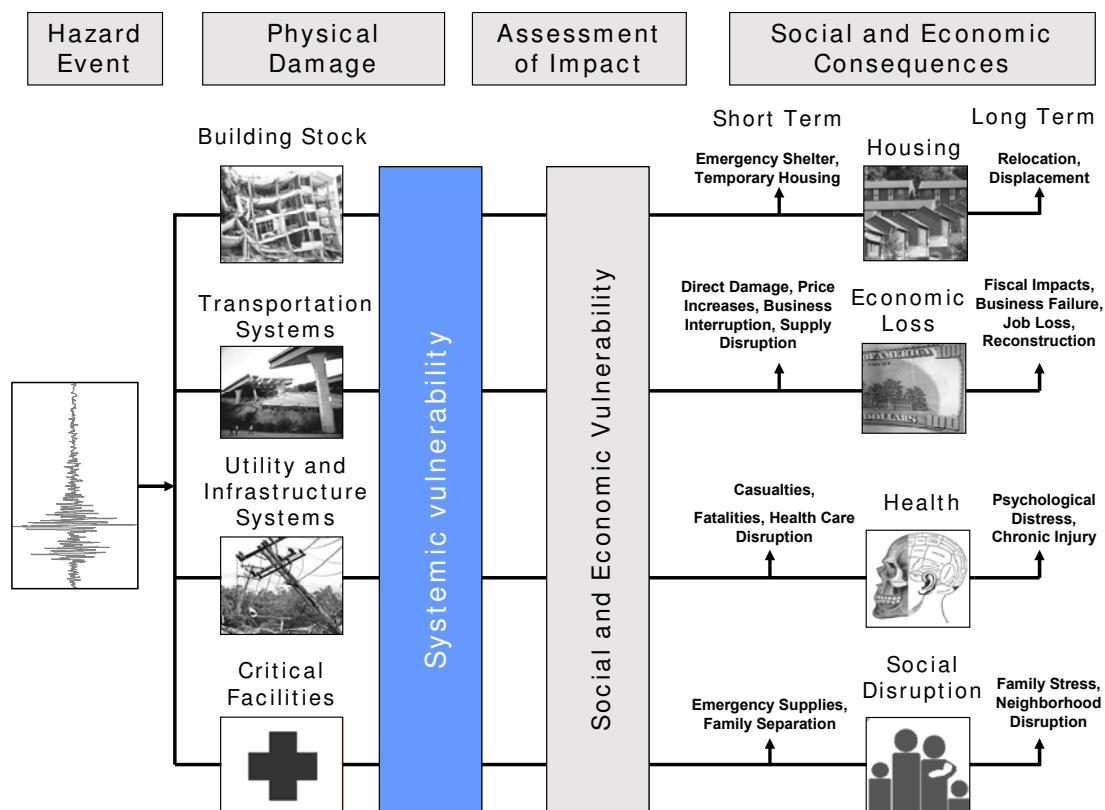 Hazard
Event
Physical
Damage
Assessment
of Impact
Social and Economic
Consequences
Short Term
Long Term
Building Stock
Housing
Emergency Shelter,
Temporary Housing
Relocation,
Displacement
Transportation
Systems
Direct Damage, Price
Increases, Business
Interruption, Supply
Disruption
Economic
Loss
Fiscal Impacts,
Business Failure,
Job Loss,
Reconstruction
OF AMERICA
DOLLARS
Utility and
Infrastructure
Systems
Casualties,
Fatalities, Health Care
Disruption
Health
Psychological
Distress,
Chronic Injury
Critical
Facilities
Emergency Supplies,
Family Separation
Social
Disruption
Family Stress,
Neighborhood
Disruption
Systemic vulnerability
Social and Economic Vulnerability